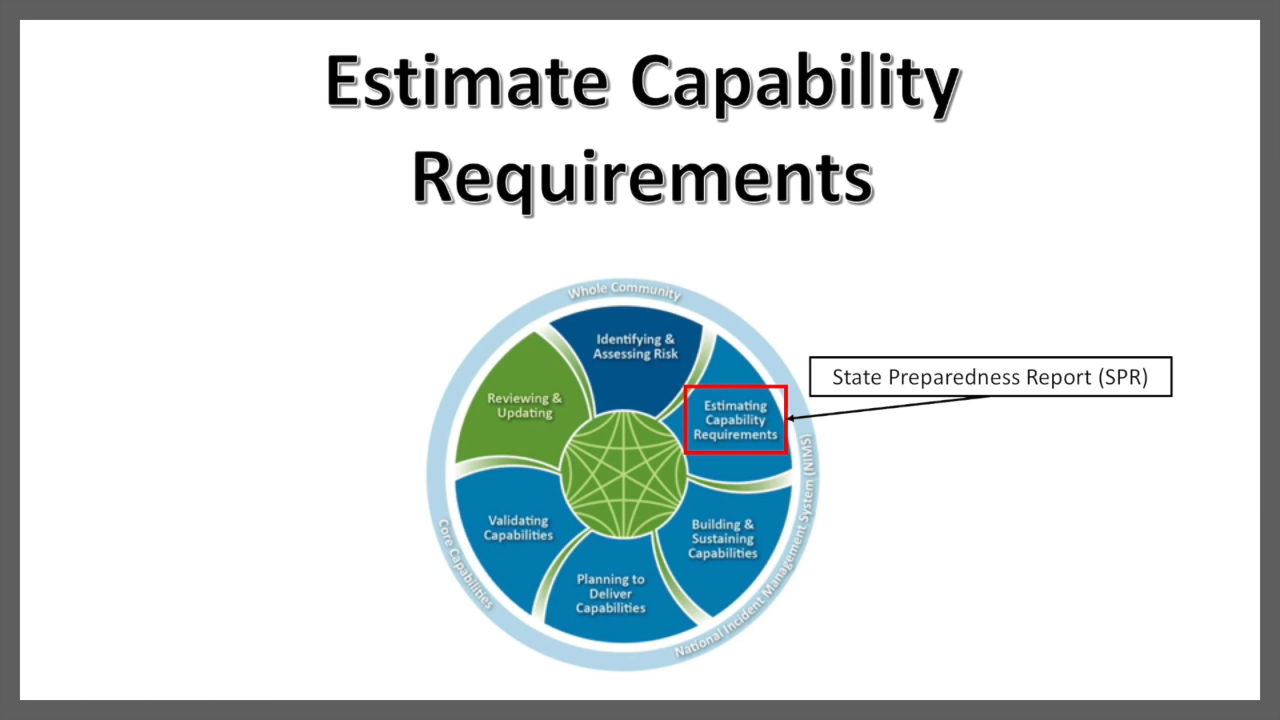 Estimate Capability
Requirements
Whole Community
Identifying &
Assessing Risk
State Preparedness Report (SPR)
Reviewing &
Updating
Estimating
Capability
Requirements
Validating
Capabilities
Building &
Sustaining
Capabilities
Planning to
Deliver
Capabilities
Core Capabilities
National Incident Management System (NIMS)